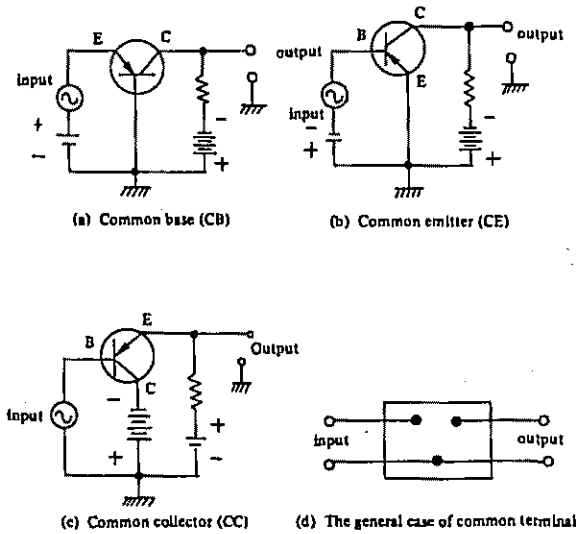 E C
input
+
-
-
+
(a) Common base (CB)
C
B
output
output
E
input
-
+
-
+
(b) Common emitter (CE)
E
B
Output
C
input
-
+
+
-
(c) Common collector (CC)
input
output
(d) The general case of common terminal